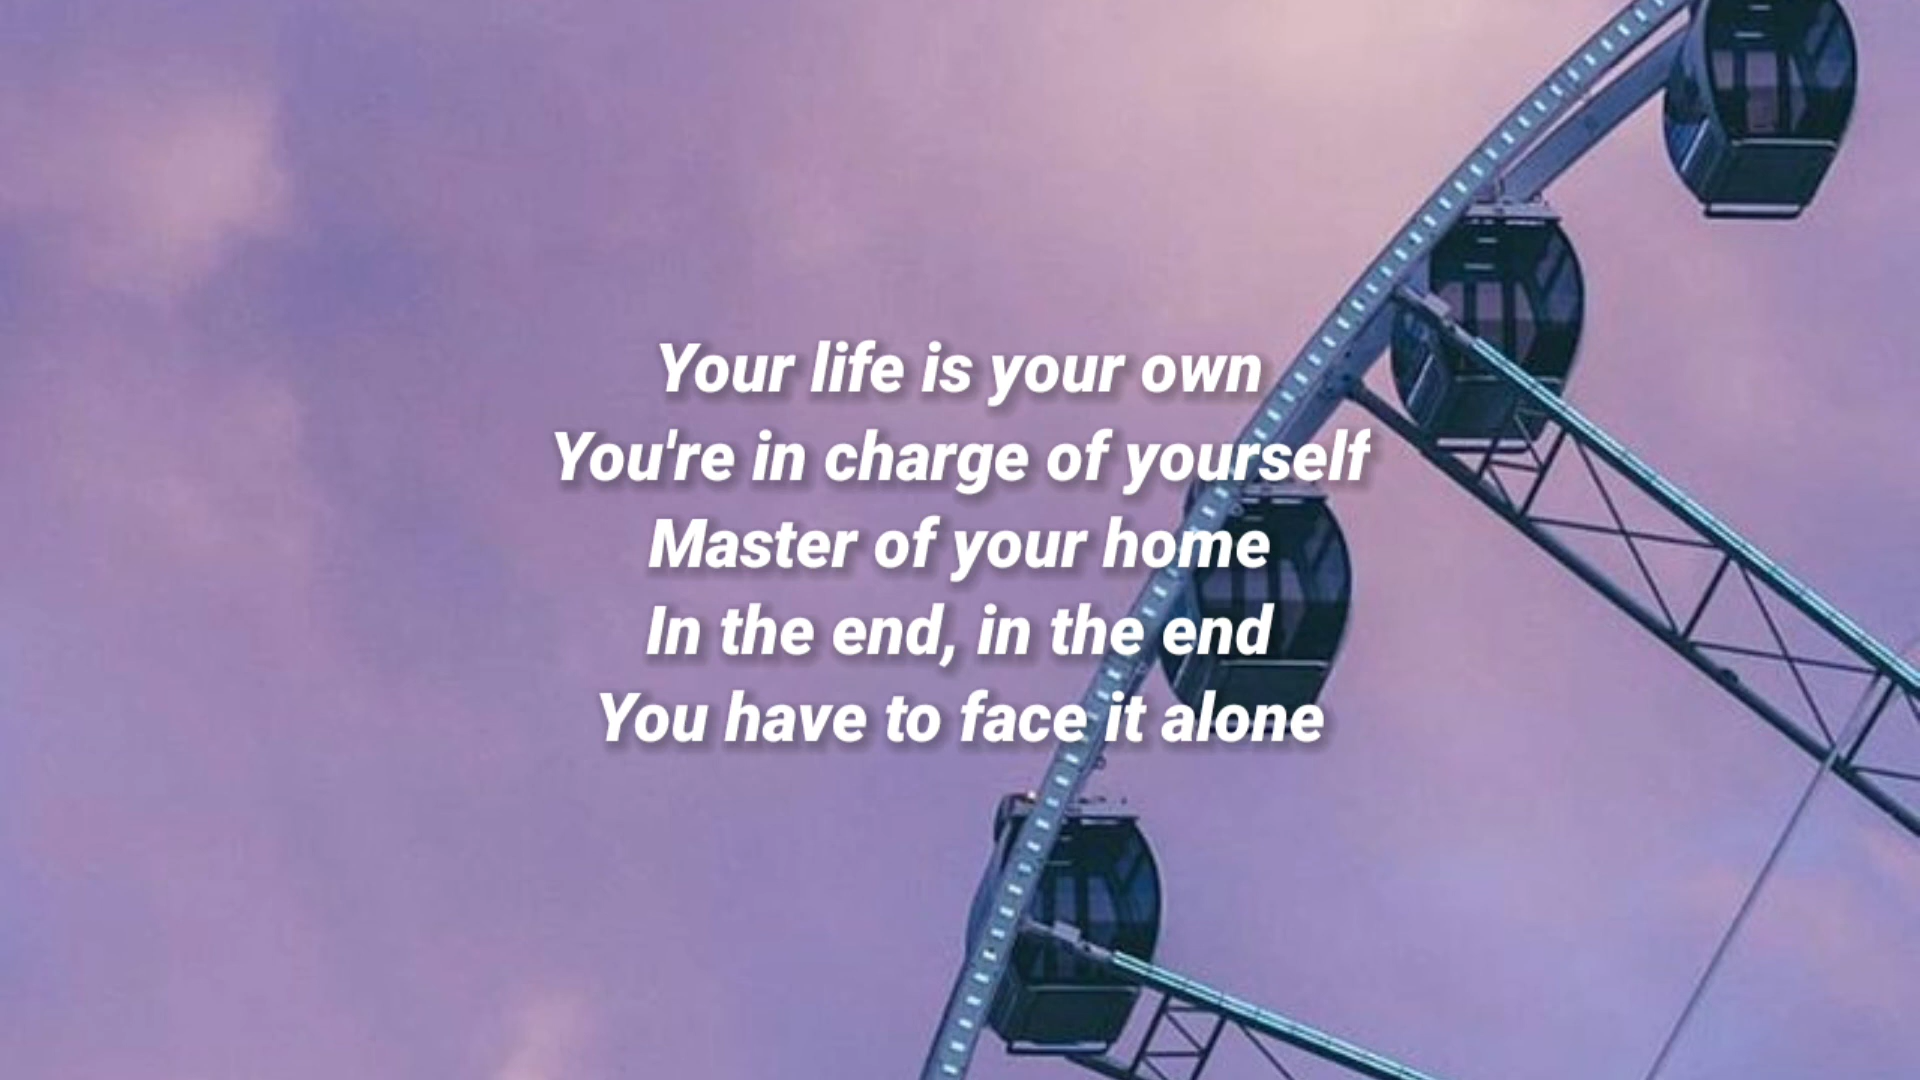 Your life is your own
You're in charge of yourself
Master of your home
In the end, in the end
You have to face it alone